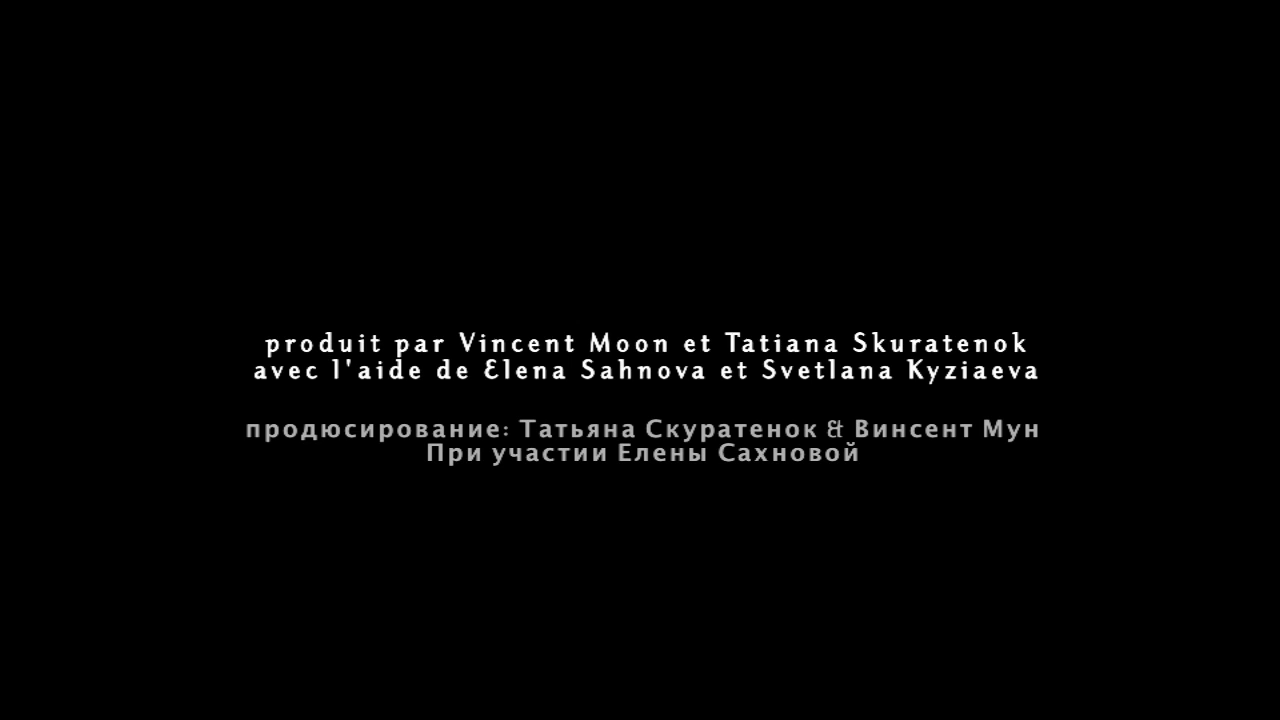 produit par Vincent Moon et Tatiana Skuratenok
avec l'aide de Elena Sahnova et Svetlana Kyziaeva
продюсирование: Татьяна Скуратенок & Винсент Мун
При участии Елены Сахновой